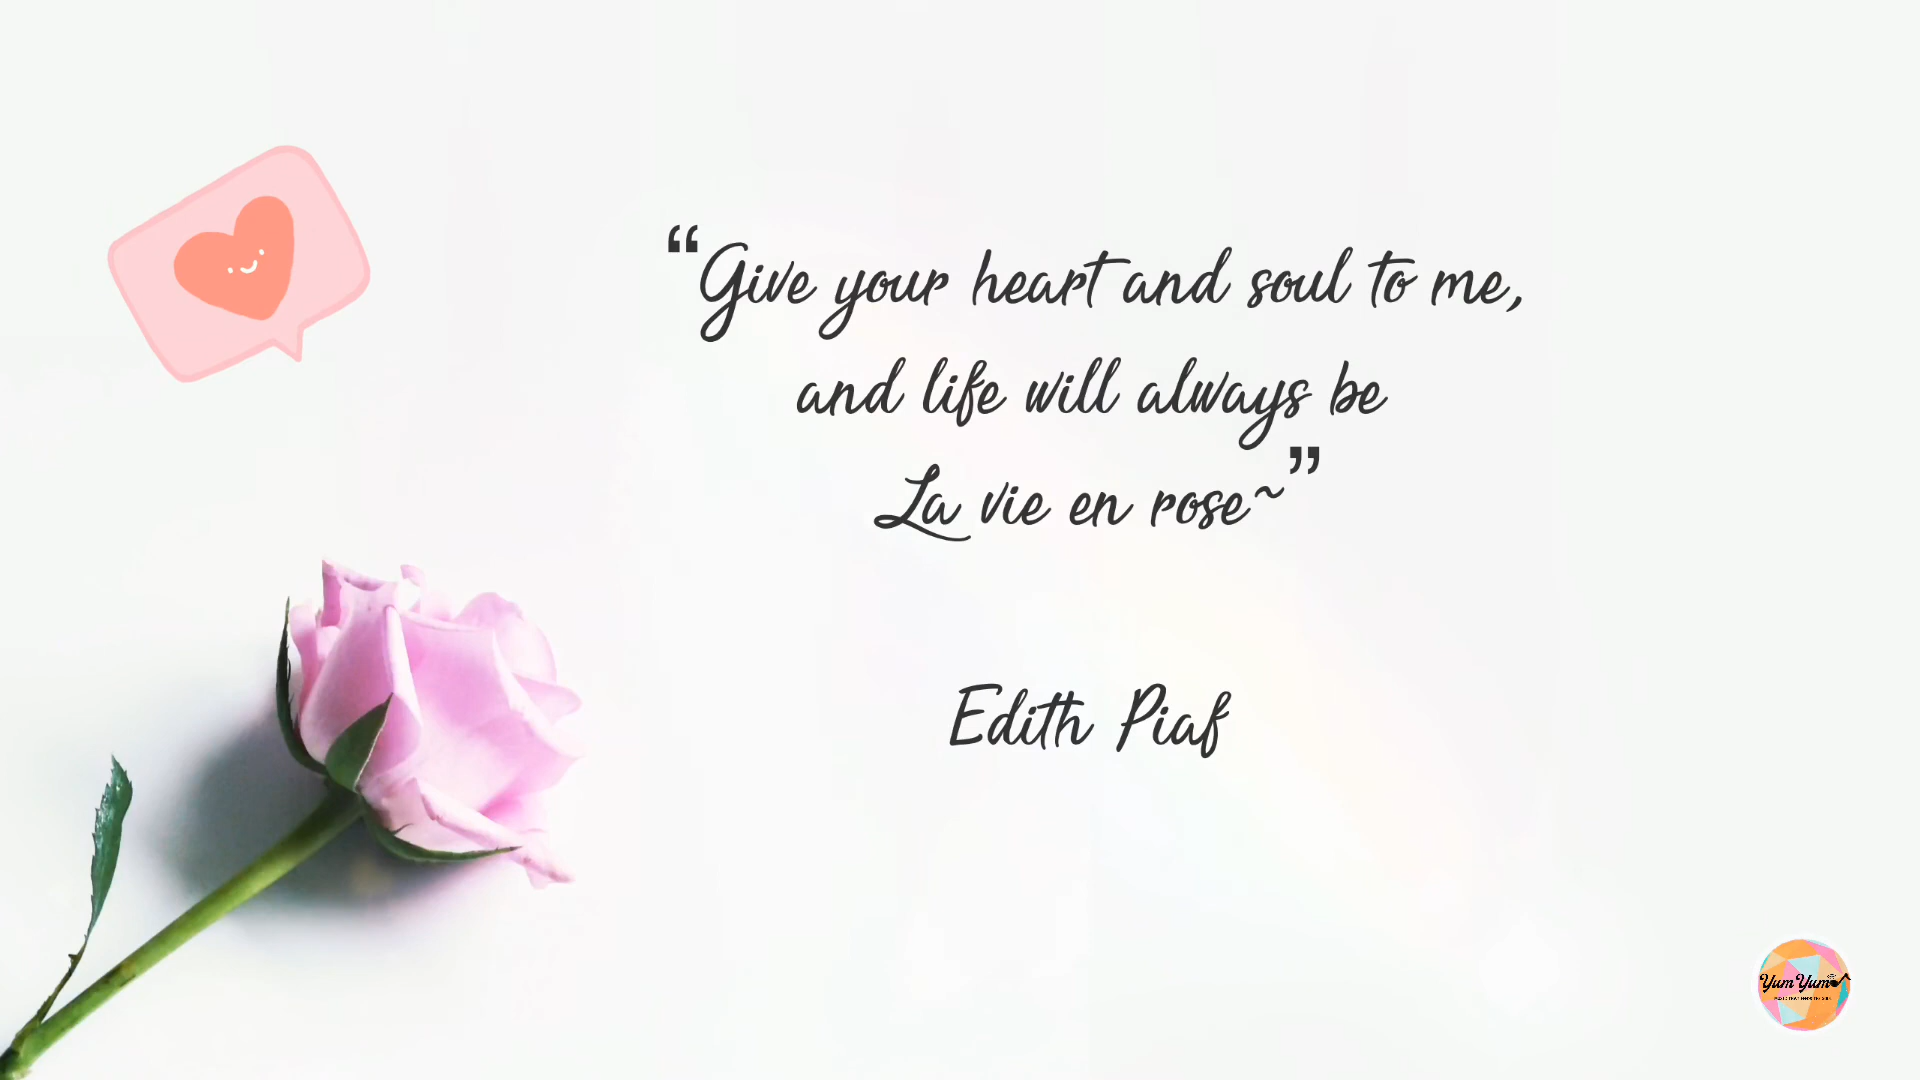 “Give your heart and soul to me,
and life will always be
La vie en rose~”
Edith Piaf
Yum Yum